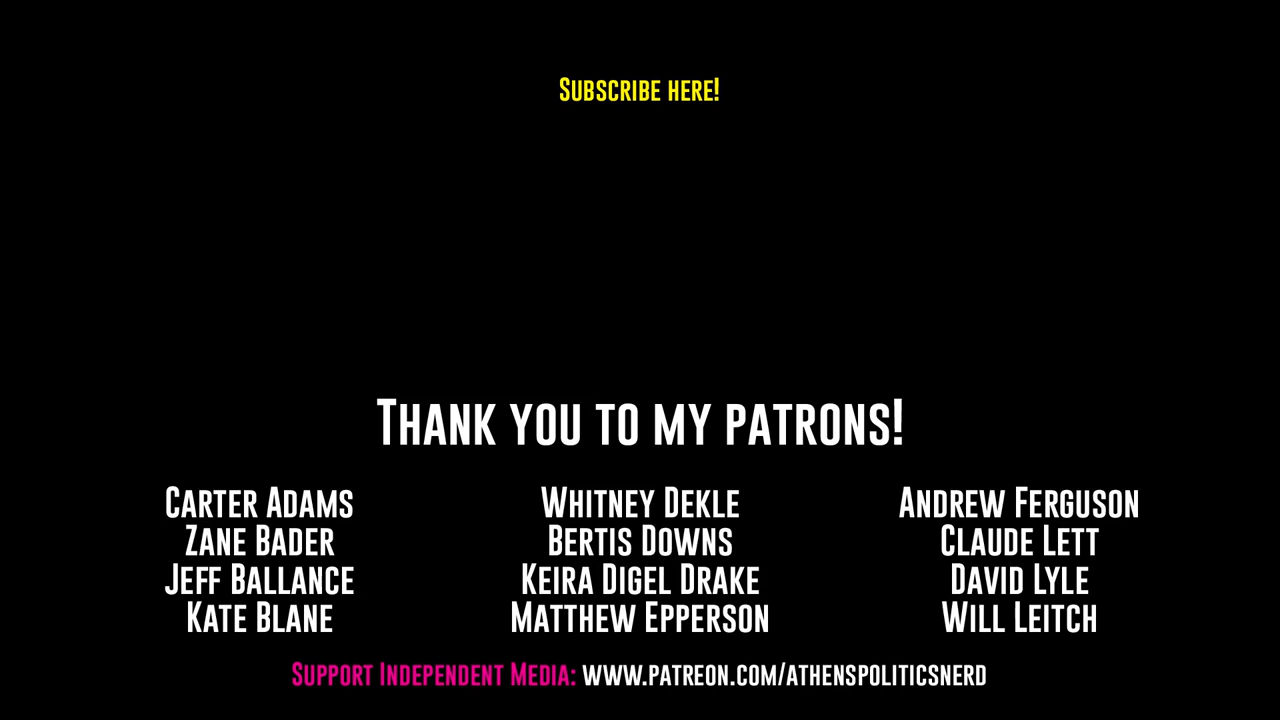 Subscribe here!
Thank you to my patrons!
Carter Adams
Zane Bader
Jeff Ballance
Kate Blane
Whitney Dekle
Bertis Downs
Keira Digel Drake
Matthew Epperson
Andrew Ferguson
Claude Lett
David Lyle
Will Leitch
Support Independent Media: www.patreon.com/athenspoliticsnerd